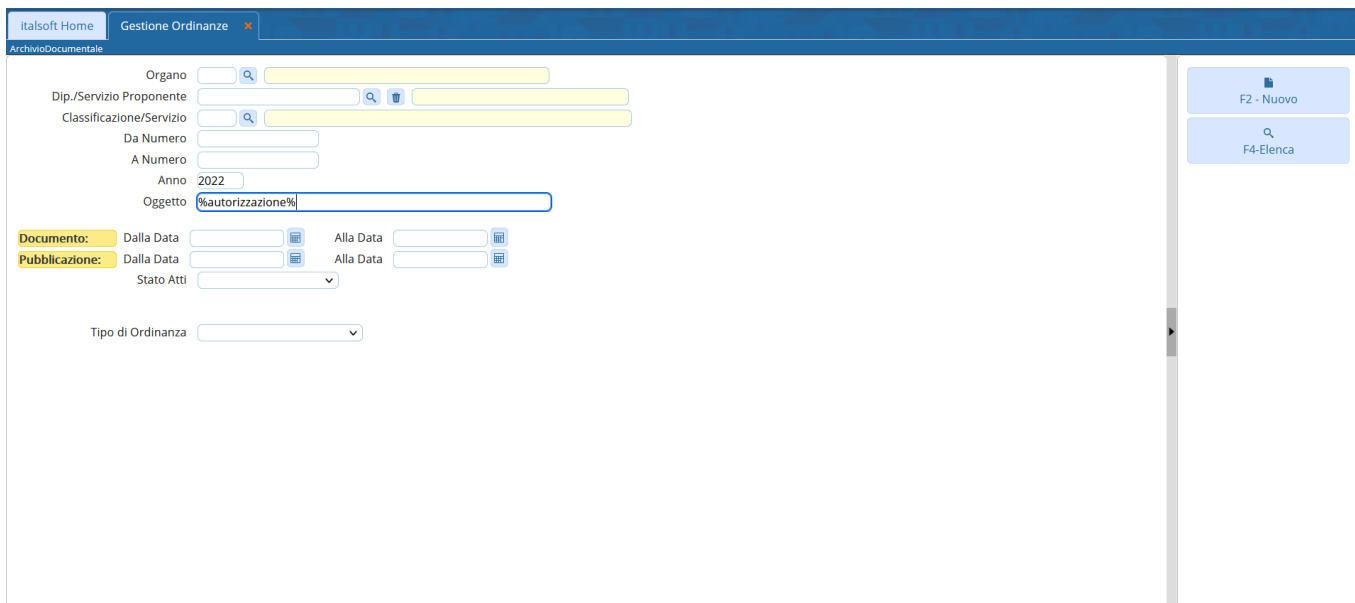 italsoft Home Gestione Ordinanze ×
ArchivioDocumentale
Organo
Dip./Servizio Proponente
Classificazione/Servizio
Da Numero
A Numero
Anno 2022
Oggetto %autorizzazione%
Documento: Dalla Data Alla Data
Pubblicazione: Dalla Data Alla Data
Stato Atti
Tipo di Ordinanza
F2 - Nuovo
F4-Elenca